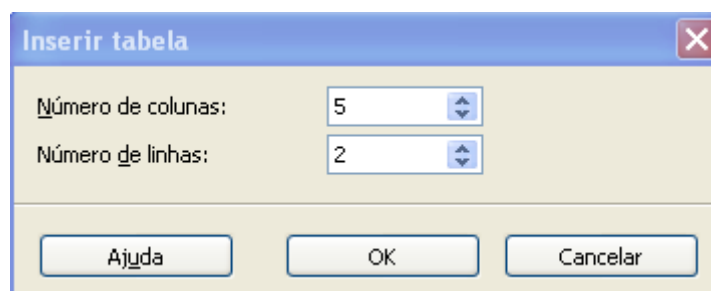 Inserir tabela
Número de colunas: 5
Número de linhas: 2
Ajuda OK Cancelar